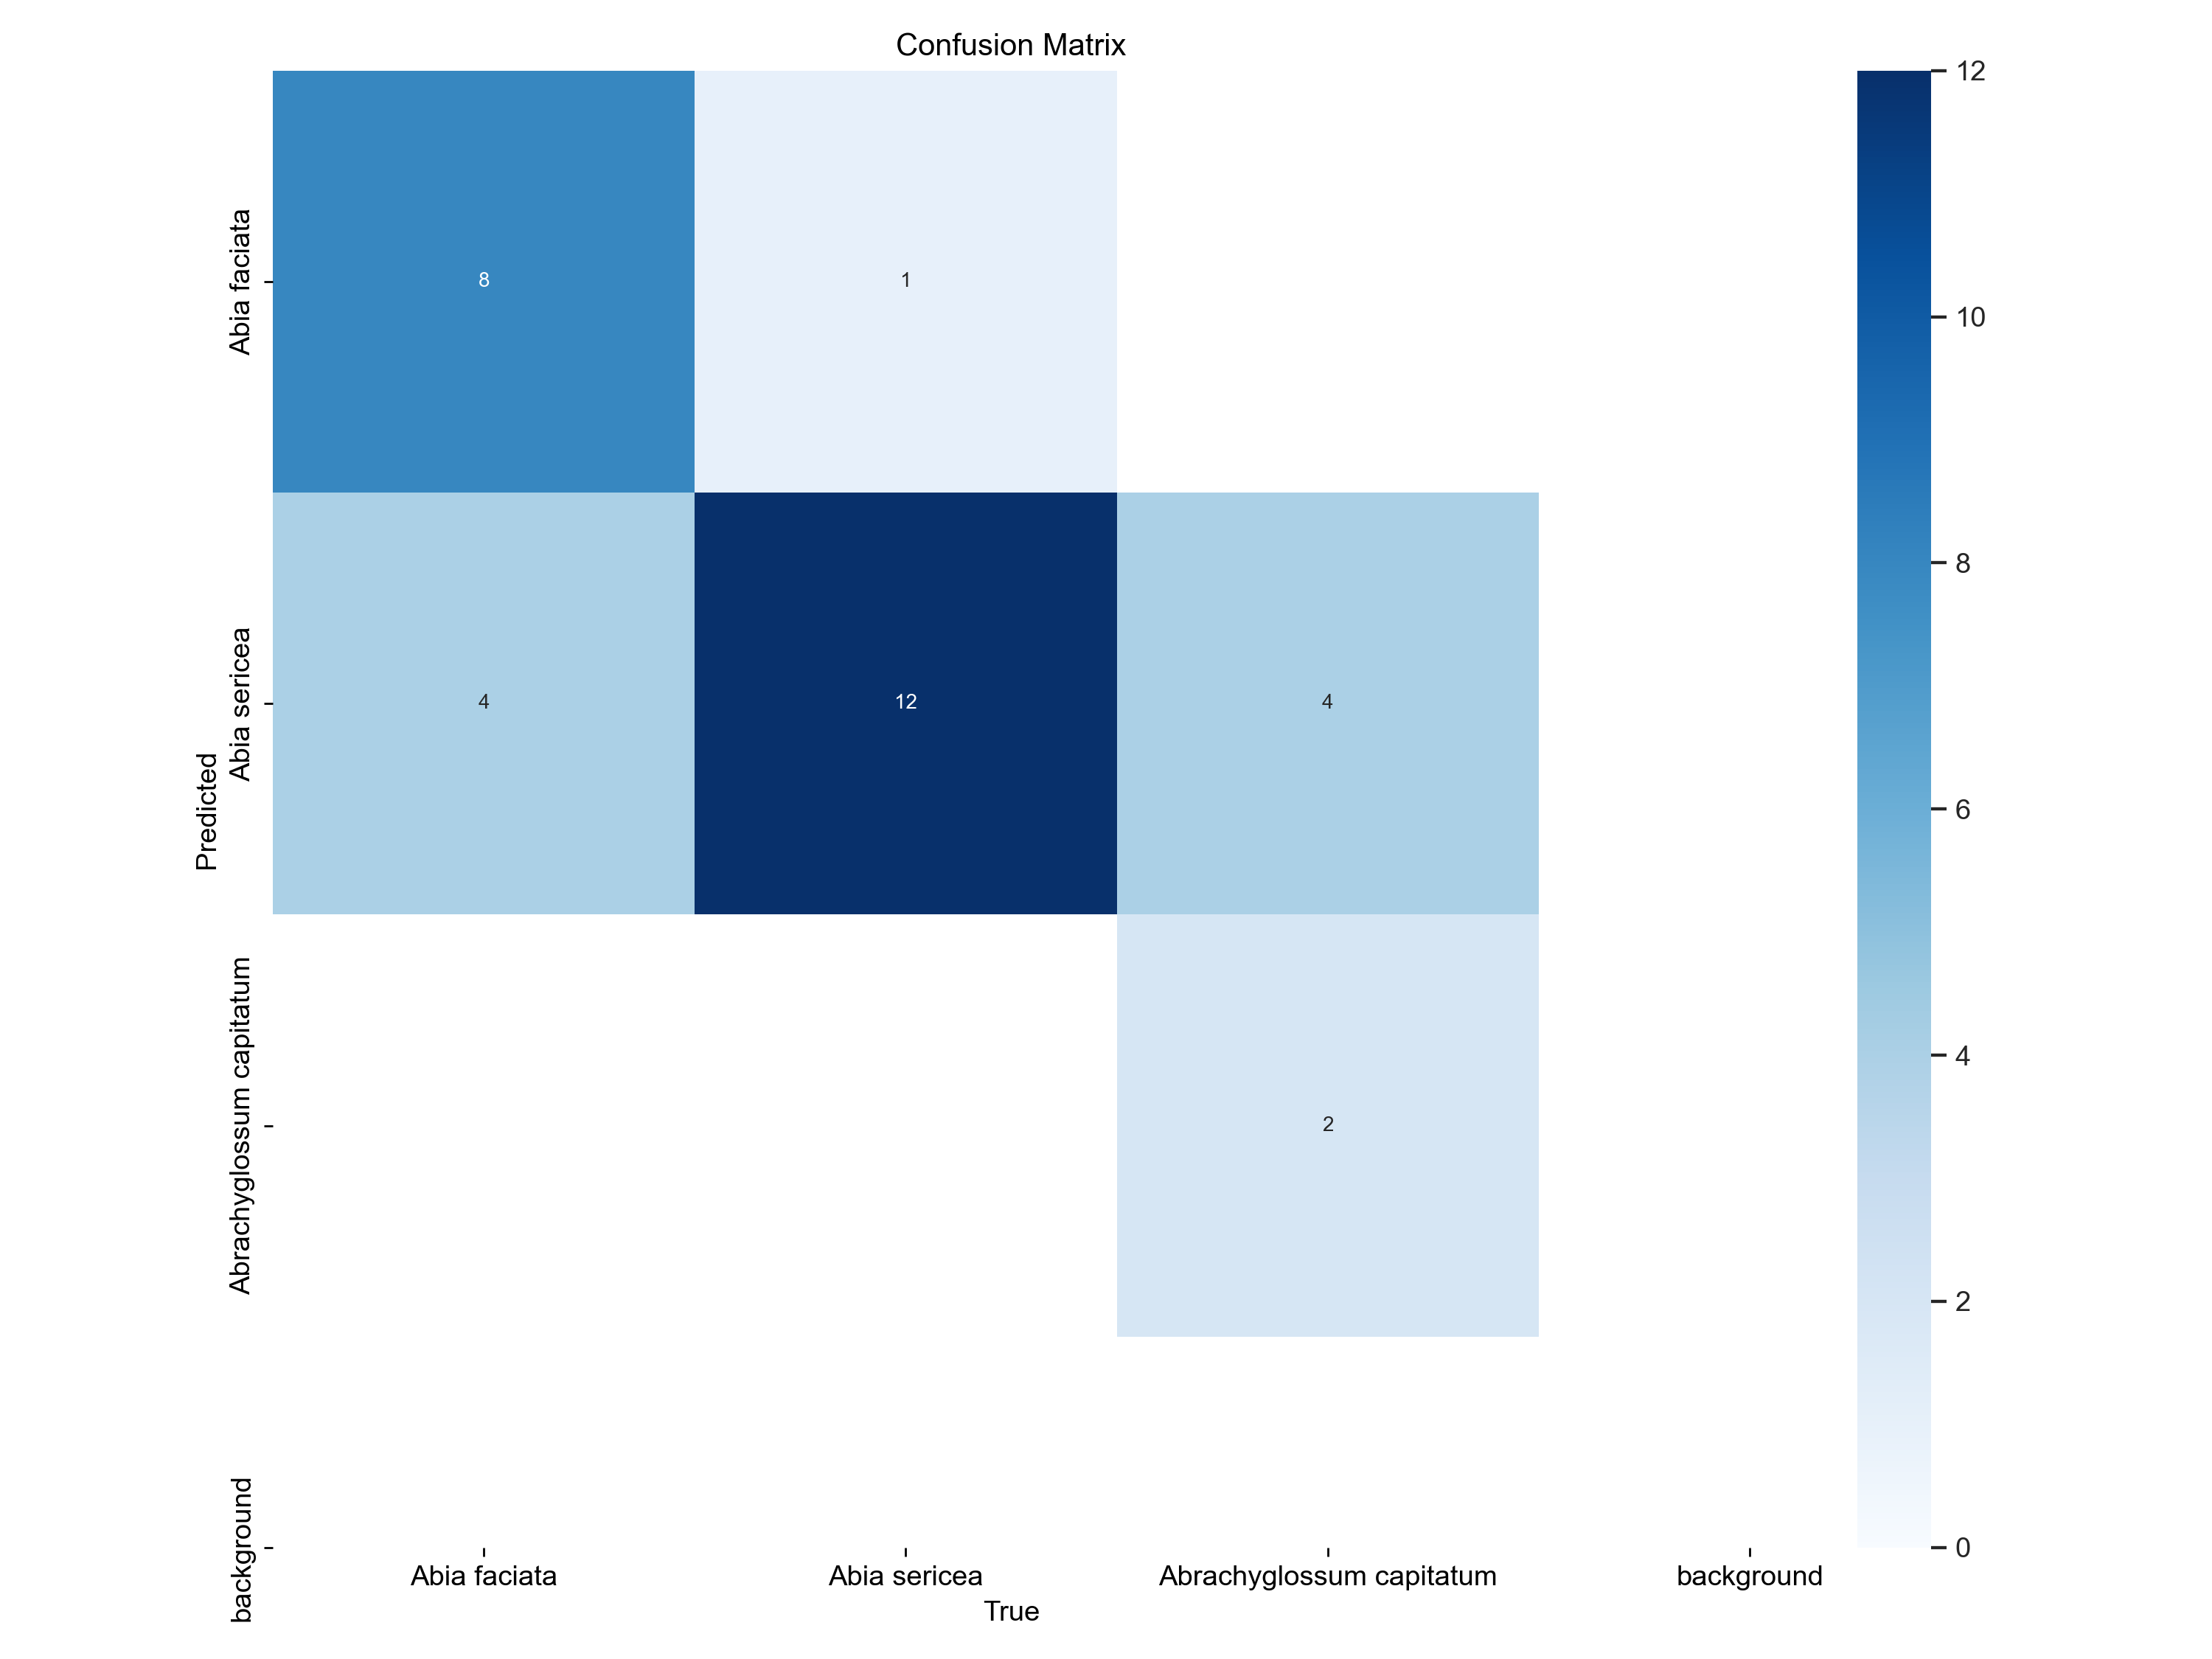 Confusion Matrix
Abia faciata
8
1
Abia sericea
4
12
4
Abrachyglossum capitatum
2
background
Predicted
Abia faciata
Abia sericea
Abrachyglossum capitatum
background
True
12
10
8
6
4
2
0